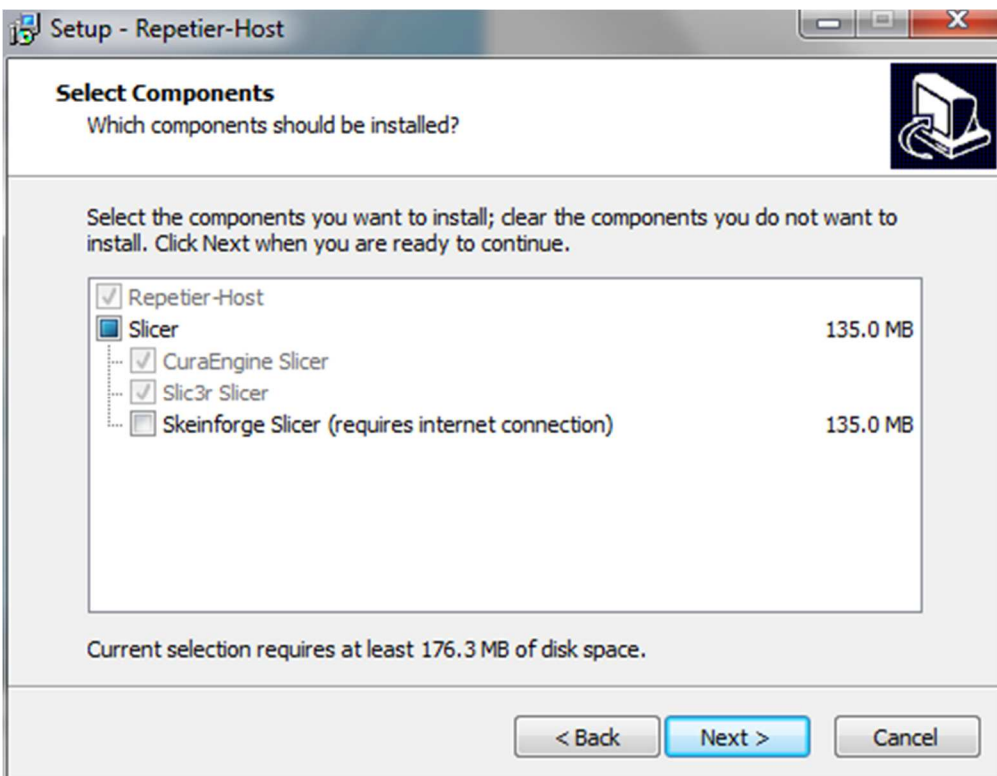 Setup - Repetier-Host
Select Components
Which components should be installed?
Select the components you want to install; clear the components you do not want to
install. Click Next when you are ready to continue.
Repetier-Host
Slicer 135.0 MB
CuraEngine Slicer
Slic3r Slicer
Skeinforge Slicer (requires internet connection) 135.0 MB
Current selection requires at least 176.3 MB of disk space.
< Back Next > Cancel